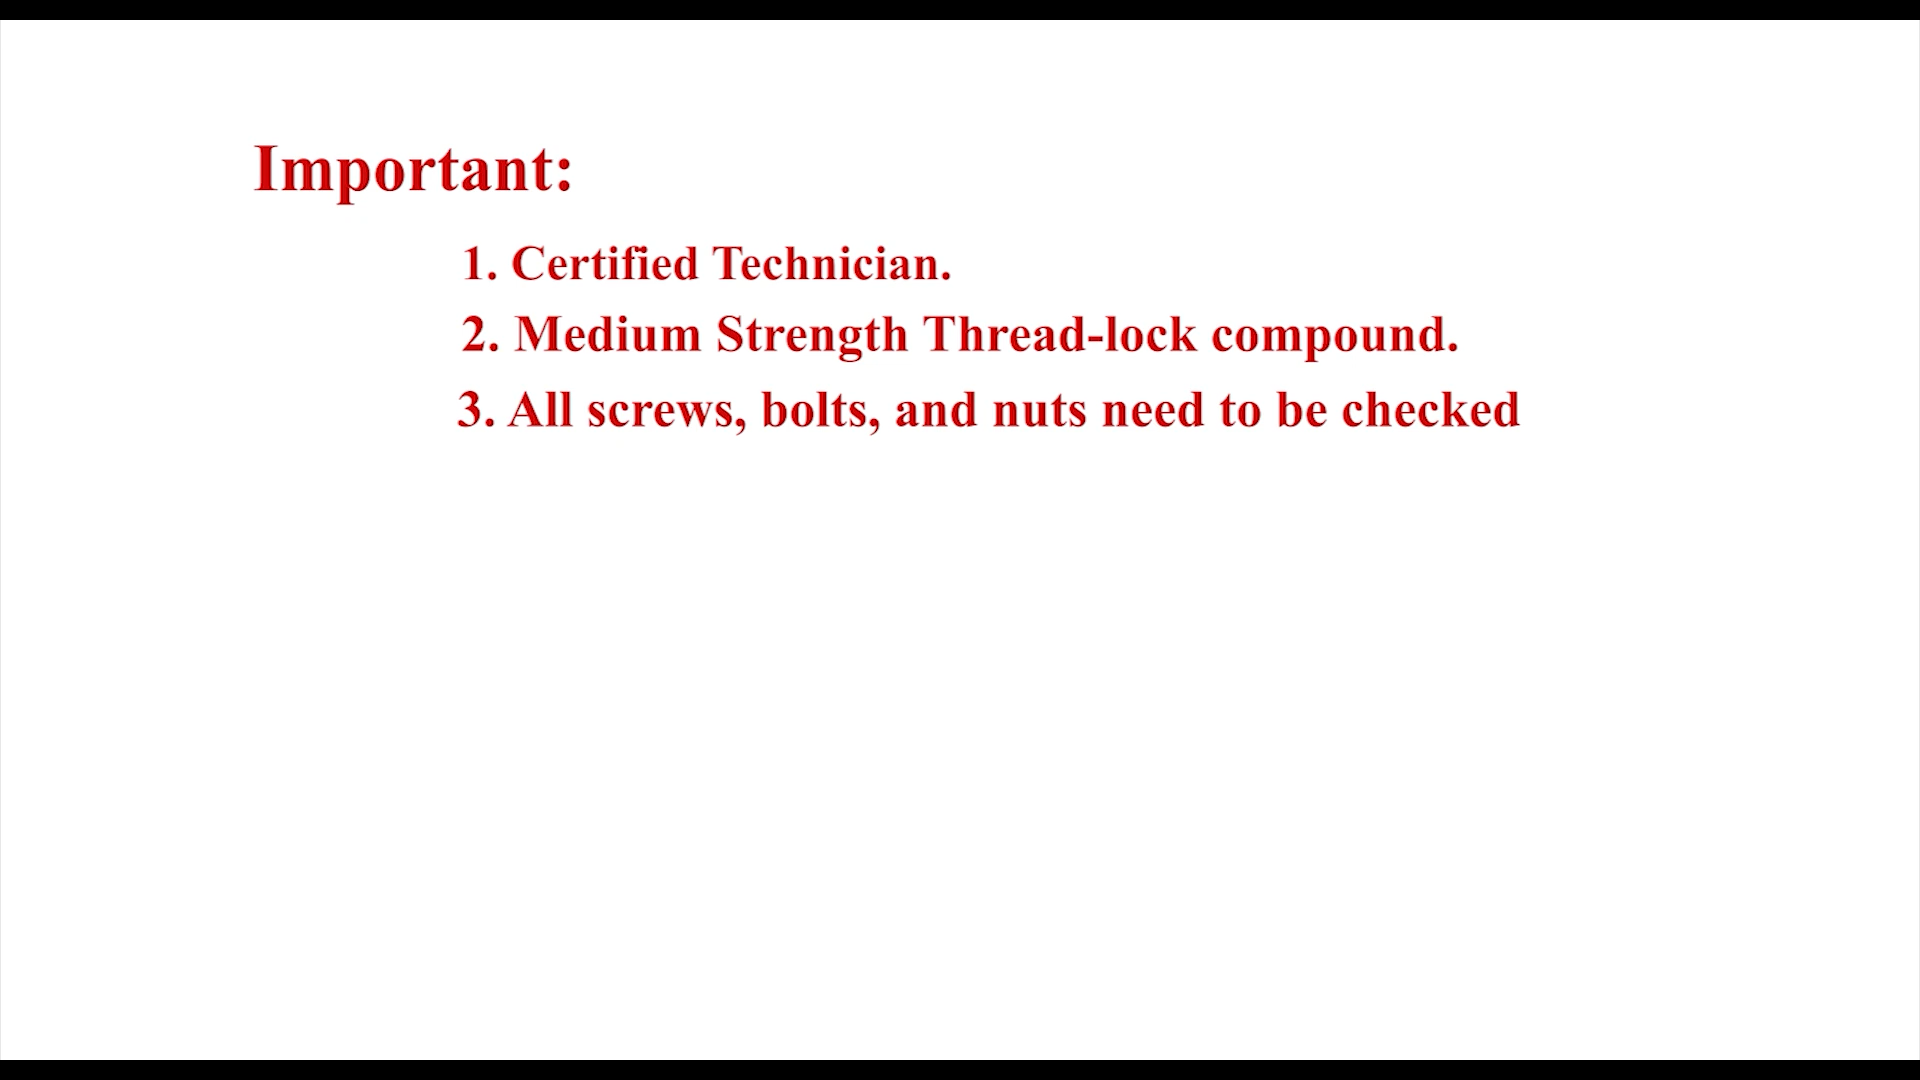 Important:
1. Certified Technician.
2. Medium Strength Thread-lock compound.
3. All screws, bolts, and nuts need to be checked